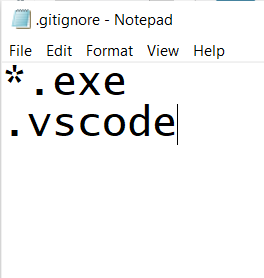 .gitignore - Notepad
File Edit Format View Help
*.exe
.vscode